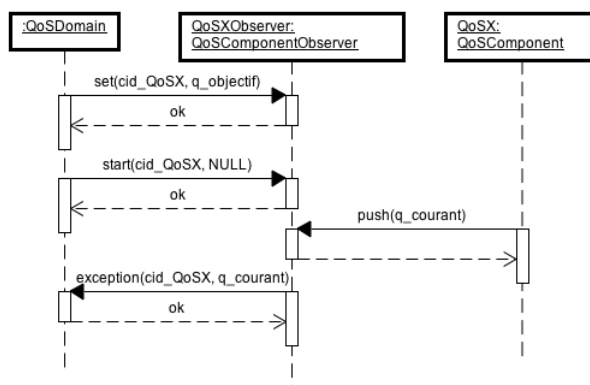 :QoSDomain
QoSXObserver:
QoSComponentObserver
QoSX:
QoSComponent
set(cid_QoSX, q_objectif)
ok
start(cid_QoSX, NULL)
ok
push(q_courant)
exception(cid_QoSX, q_courant)
ok